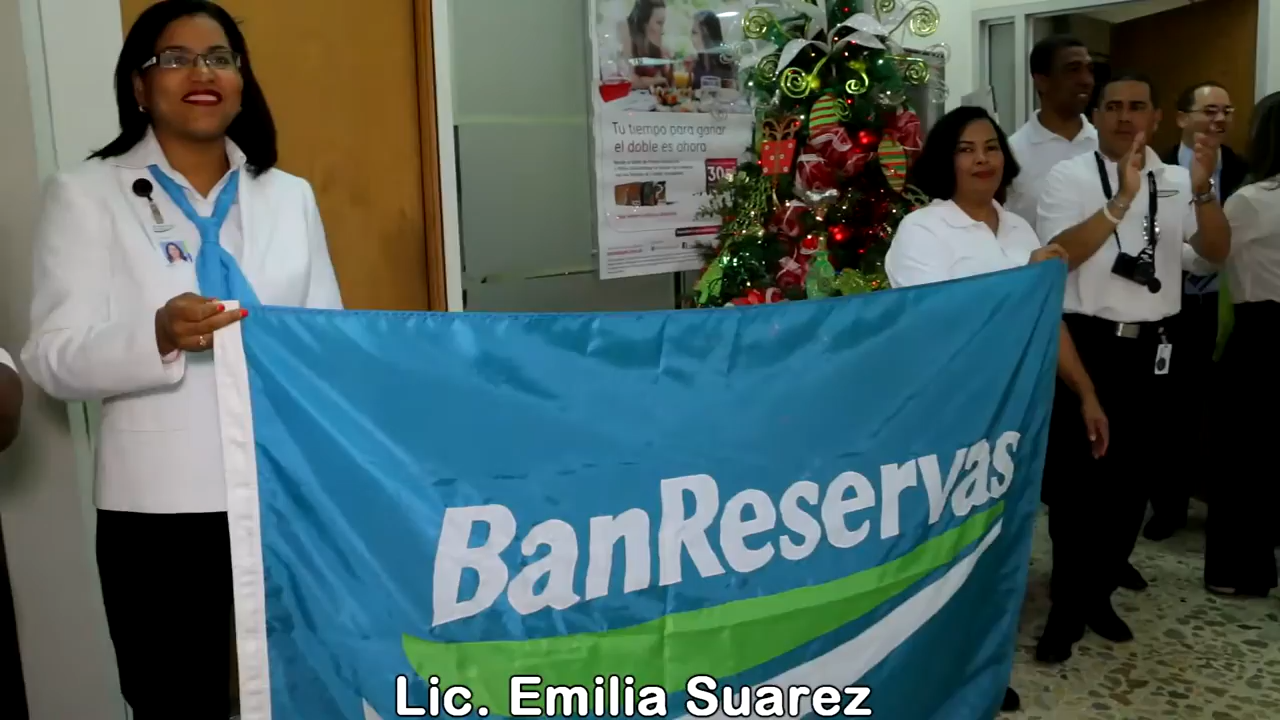 Tu tiempo para ganar
el doble es ahora
30
BanReservas
Lic. Emilia Suarez